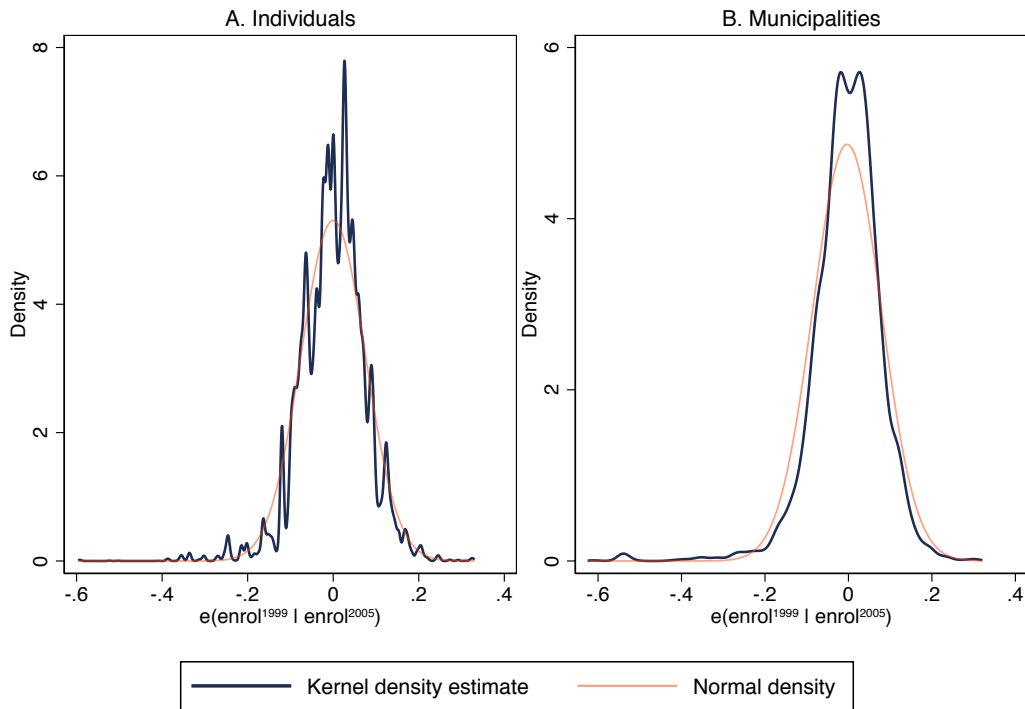 A. Individuals
8
6
4
2
0
Density
-.6 -.4 -.2 0 .2 .4
e(enrol¹⁹⁹⁹ | enrol²⁰⁰⁵)
B. Municipalities
6
4
2
0
Density
-.6 -.4 -.2 0 .2 .4
e(enrol¹⁹⁹⁹ | enrol²⁰⁰⁵)
Kernel density estimate Normal density